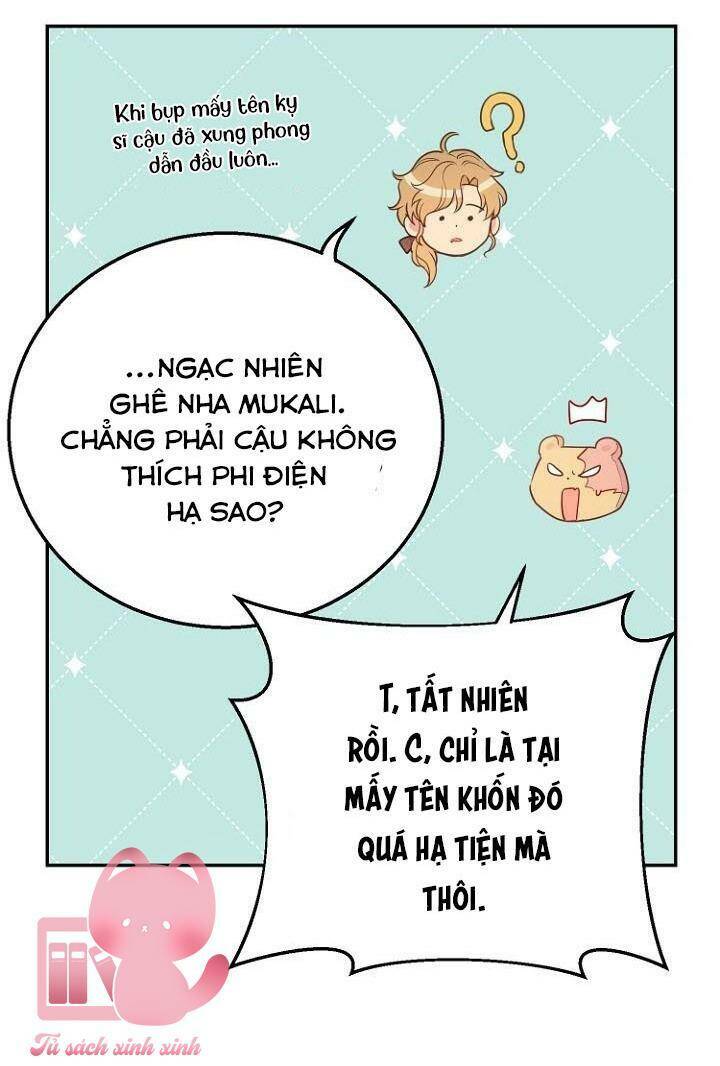 Khi bụp mấy tên kỵ
sĩ cậu đã xung phong
dẫn đầu luôn...
...NGẠC NHIÊN
GHÊ NHA MUKALI.
CHẲNG PHẢI CẬU KHÔNG
THÍCH PHI ĐIỆN
HẠ SAO?
T, TẤT NHIÊN
RỒI. C, CHỈ LÀ TẠI
MẤY TÊN KHỐN ĐÓ
QUÁ HẠ TIỆN MÀ
THÔI.
Tủ sách xinh xinh